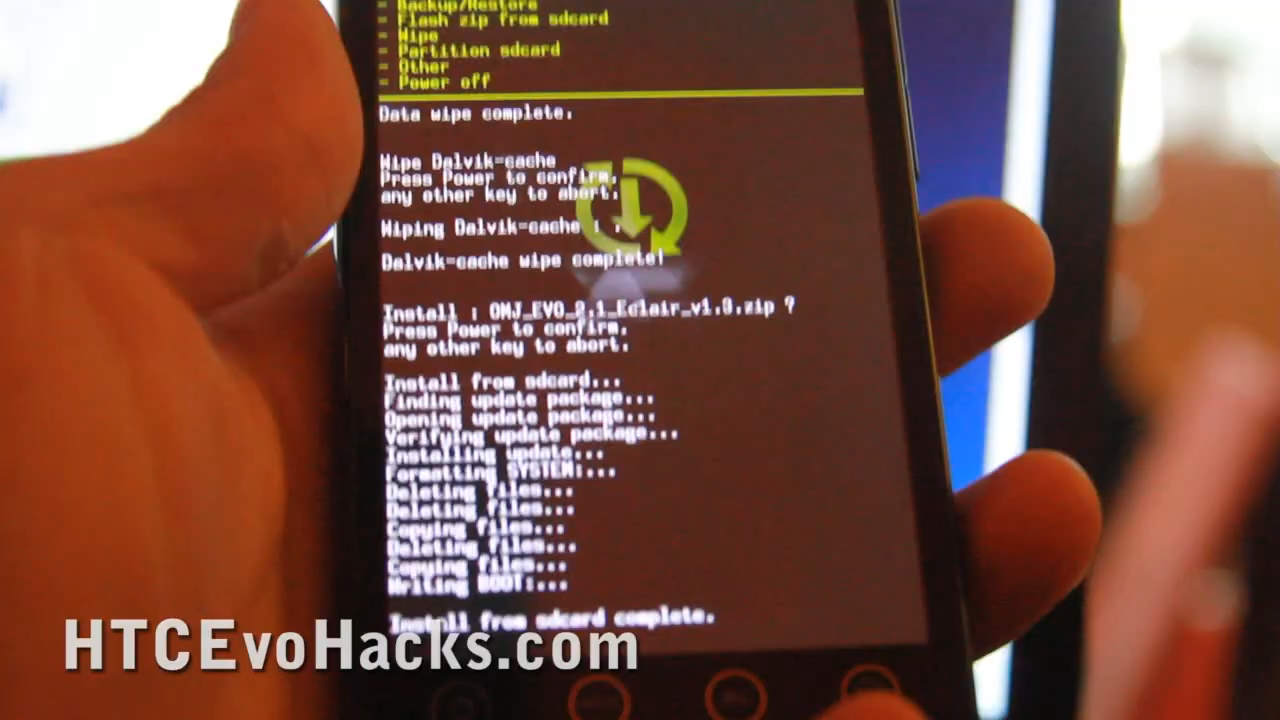 - Backup/Restore
- Flash zip from sdcard
- Wipe
- Partition sdcard
- Other
- Power off
Data wipe complete.
Wipe Dalvik-cache
Press Power to confirm,
any other key to abort.
Wiping Dalvik-cache : .
Dalvik-cache wipe complete!
Install : OMJ_EVO_2.1_Eclair_v1.0.zip ?
Press Power to confirm,
any other key to abort.
Install from sdcard...
Finding update package...
Opening update package...
Verifying update package...
Installing update...
Formatting SYSTEM:...
Deleting files...
Deleting files...
Copying files...
Deleting files...
Copying files...
Writing BOOT:...
Install from sdcard complete.
HTCEvoHacks.com